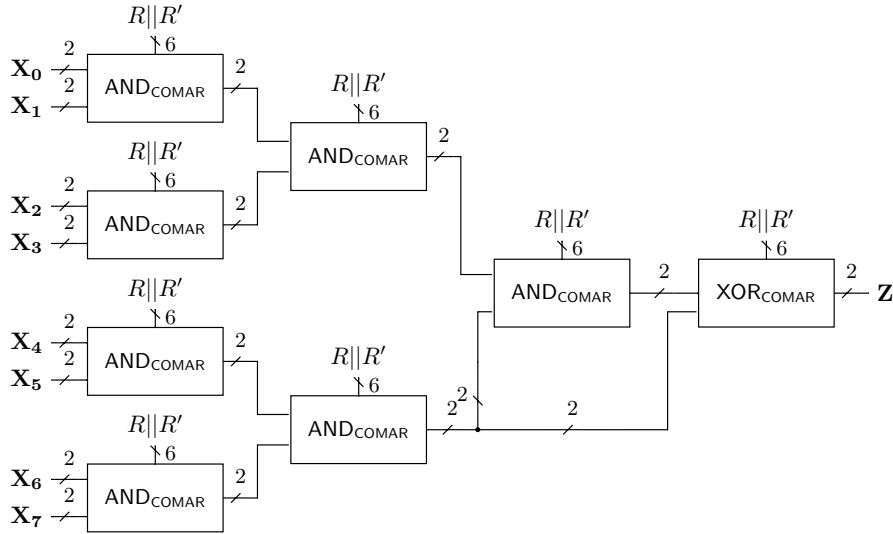 R||R′
6
2
X₀
2
X₁
AND_COMAR
2
R||R′
6
2
X₂
2
X₃
AND_COMAR
2
R||R′
6
AND_COMAR
2
R||R′
6
2
X₄
2
X₅
AND_COMAR
2
R||R′
6
2
X₆
2
X₇
AND_COMAR
2
R||R′
6
AND_COMAR
2
2
2
R||R′
6
AND_COMAR
2
R||R′
6
XOR_COMAR
2
Z